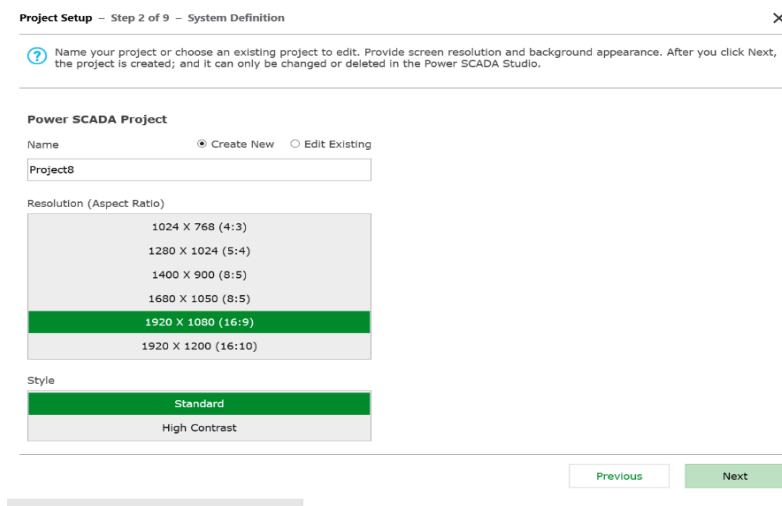 Project Setup – Step 2 of 9 – System Definition
Name your project or choose an existing project to edit. Provide screen resolution and background appearance. After you click Next,
the project is created; and it can only be changed or deleted in the Power SCADA Studio.
Power SCADA Project
Name Create New Edit Existing
Project8
Resolution (Aspect Ratio)
1024 X 768 (4:3)
1280 X 1024 (5:4)
1400 X 900 (8:5)
1680 X 1050 (8:5)
1920 X 1080 (16:9)
1920 X 1200 (16:10)
Style
Standard
High Contrast
Previous Next